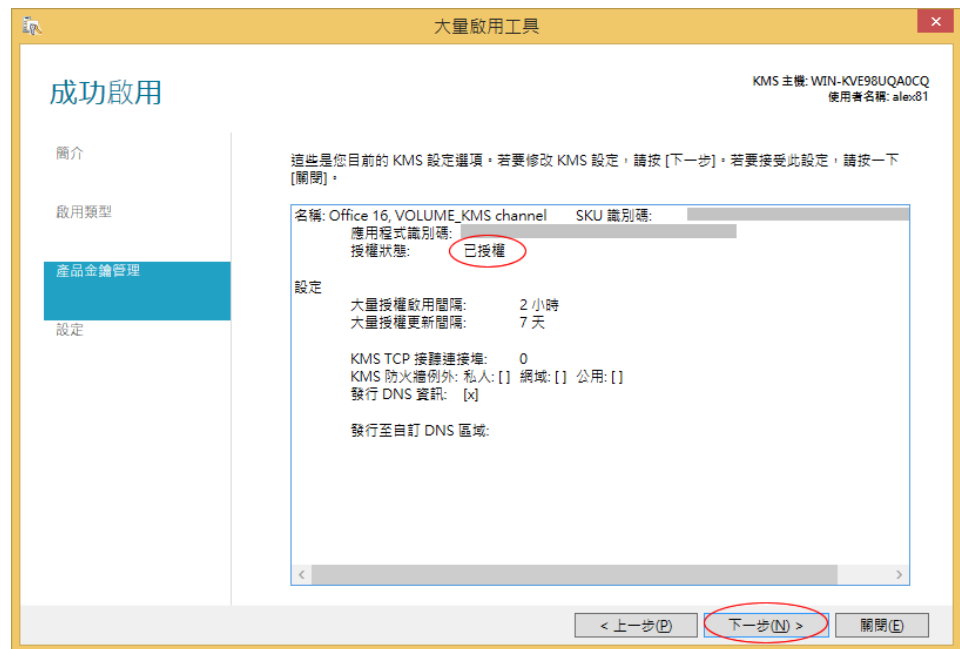 大量啟用工具
成功啟用
KMS 主機: WIN-KVE98UQA0CQ
使用者名稱: alex81
簡介
啟用類型
產品金鑰管理
設定
這些是您目前的 KMS 設定選項。若要修改 KMS 設定，請按 [下一步]。若要接受此設定，請按一下
[關閉]。
名稱: Office 16, VOLUME_KMS channel SKU 識別碼:
應用程式識別碼:
授權狀態: 已授權
設定
大量授權啟用間隔: 2 小時
大量授權更新間隔: 7 天
KMS TCP 接聽連接埠: 0
KMS 防火牆例外: 私人: [ ] 網域: [ ] 公用: [ ]
發行 DNS 資訊: [x]
發行至自訂 DNS 區域:
< 上一步(P)
下一步(N) >
關閉(E)